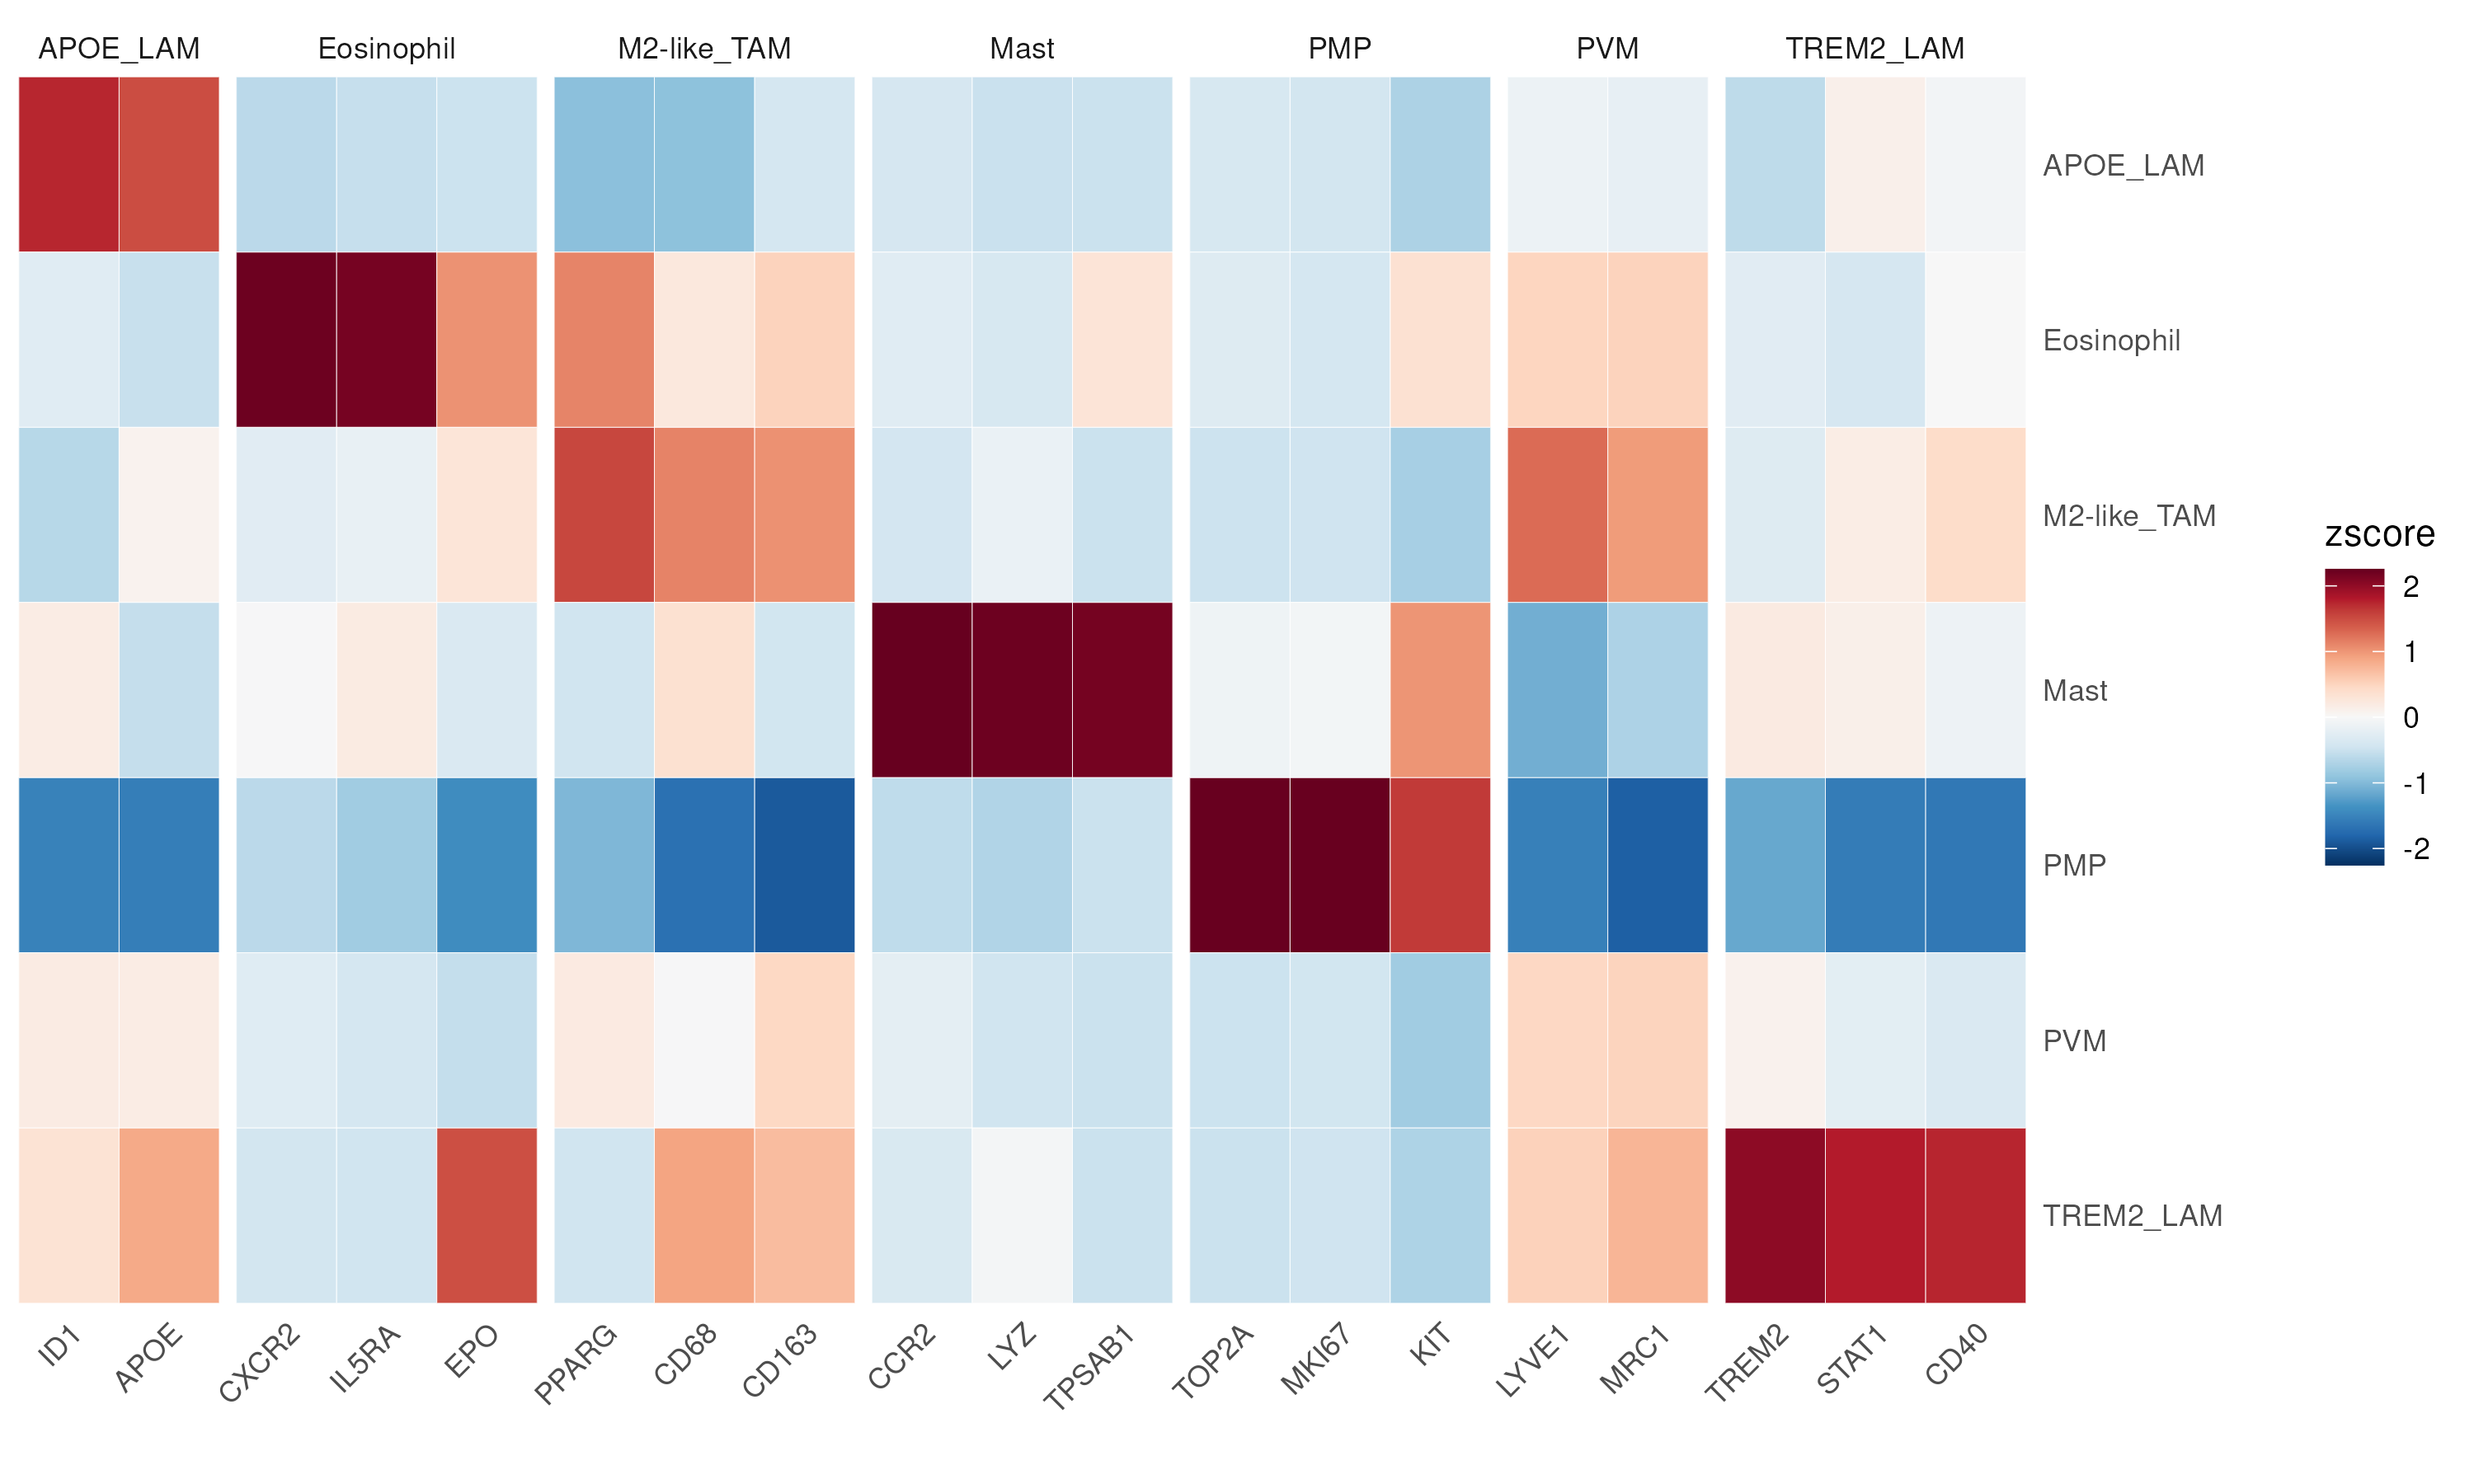 APOE_LAM Eosinophil M2-like_TAM Mast PMP PVM TREM2_LAM
APOE_LAM
Eosinophil
M2-like_TAM
Mast
PMP
PVM
TREM2_LAM
ID1 APOE CXCR2 IL5RA EPO PPARG CD68 CD163 CCR2 LYZ TPSAB1 TOP2A MKI67 KIT LYVE1 MRC1 TREM2 STAT1 CD40
zscore
2
1
0
-1
-2